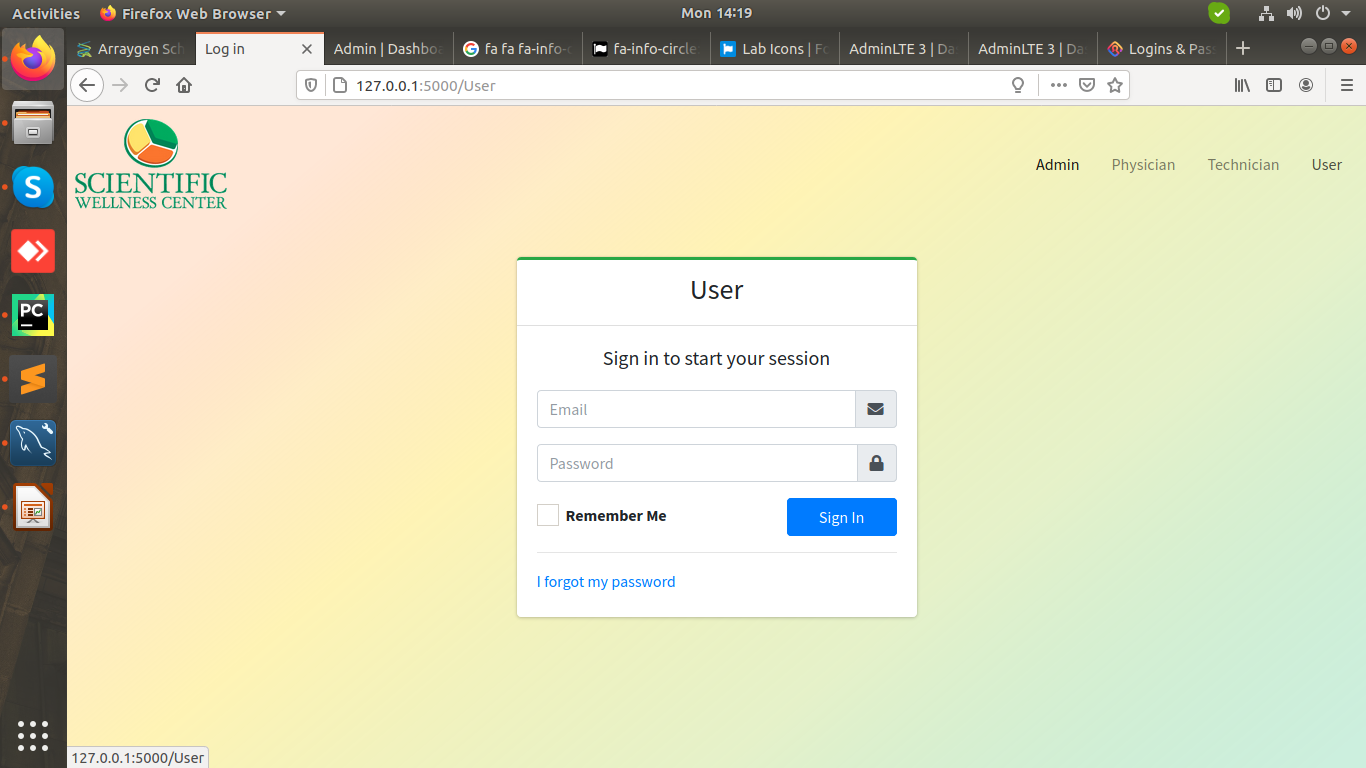 Activities Firefox Web Browser Mon 14:19
Arraygen Sch Log in Admin | Dashboa fa fa fa-info-c fa-info-circle Lab Icons | Fo AdminLTE 3 | Da AdminLTE 3 | Da Logins & Pas
127.0.0.1:5000/User
SCIENTIFIC
WELLNESS CENTER
Admin Physician Technician User
User
Sign in to start your session
Email
Password
Remember Me Sign In
I forgot my password
S
PC
127.0.0.1:5000/User